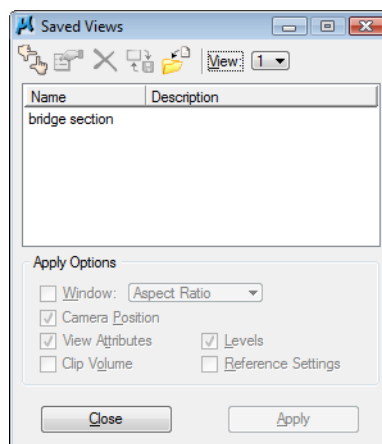 Saved Views
View: 1
Name Description
bridge section
Apply Options
Window: Aspect Ratio
Camera Position
View Attributes Levels
Clip Volume Reference Settings
Close Apply